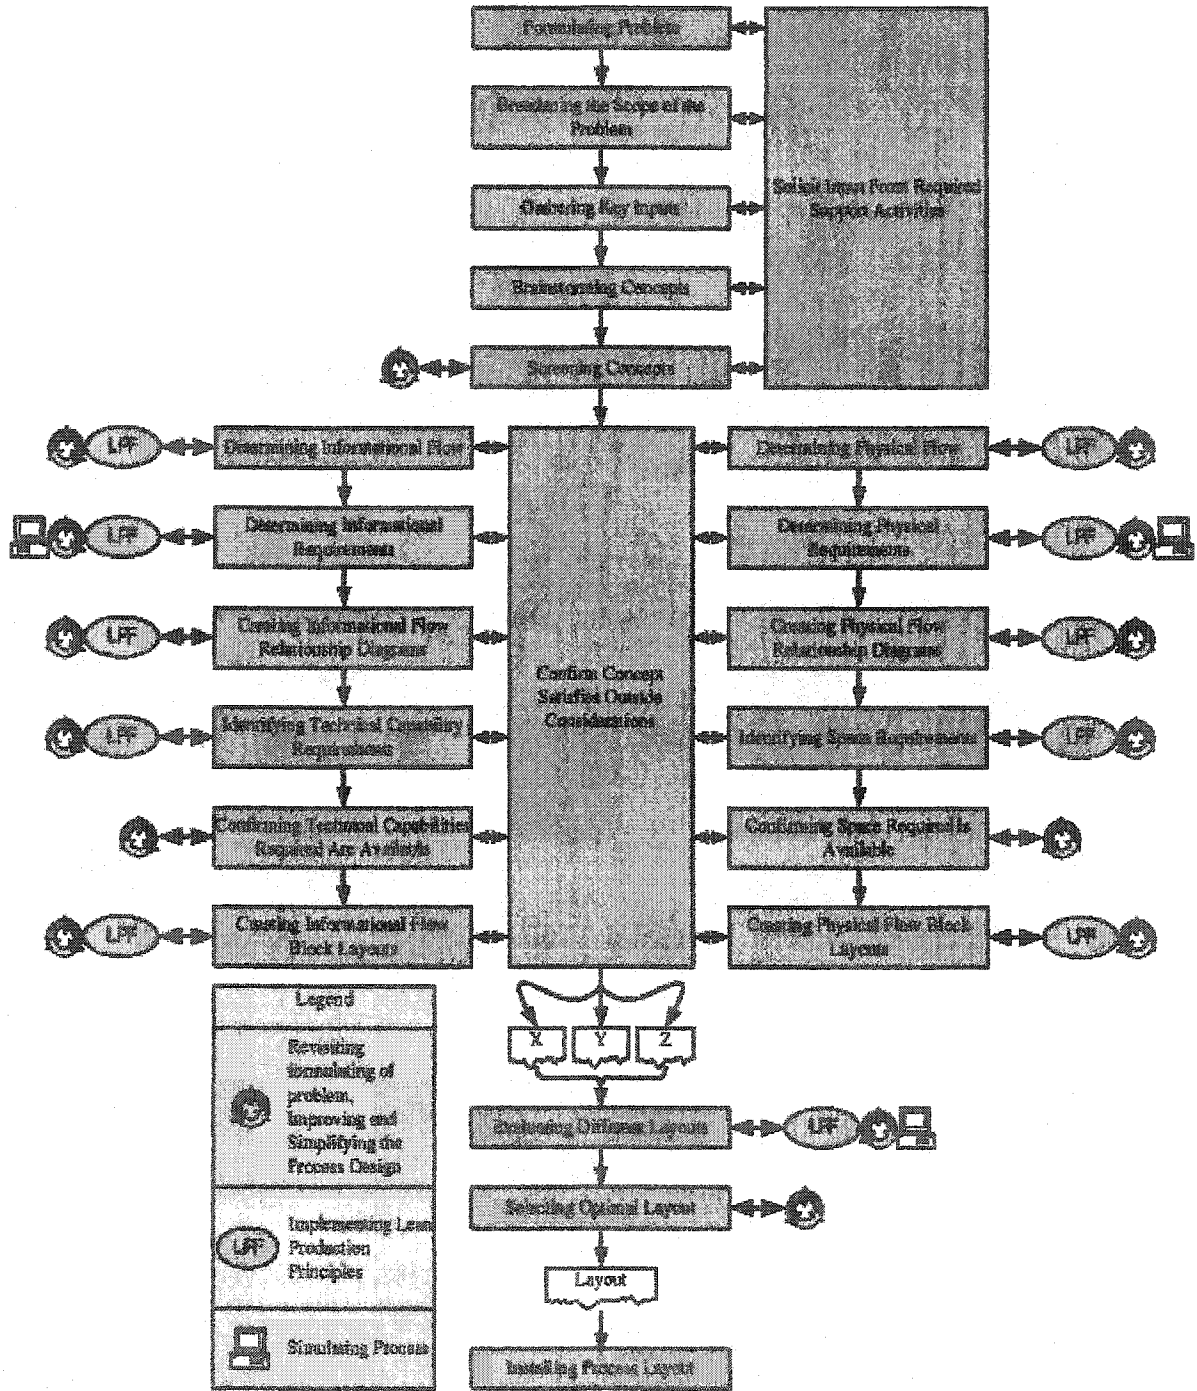 Formulating Problem
Broadening the Scope of the
Problem
Gathering Key Inputs
Brainstorming Concepts
Screening Concepts
Solicit Input From Required
Support Activities
LPF
Determining Informational Flow
Determining Physical Flow
LPF
LPF
Determining Informational
Requirements
Determining Physical
Requirements
LPF
LPF
Creating Informational Flow
Relationship Diagrams
Creating Physical Flow
Relationship Diagrams
LPF
Confirm Concept
Satisfies Outside
Considerations
LPF
Identifying Technical Capability
Requirements
Identifying Space Requirements
LPF
Confirming Technical Capabilities
Required Are Available
Confirming Space Required Is
Available
LPF
Creating Informational Flow
Block Layouts
Creating Physical Flow Block
Layouts
LPF
X
Y
Z
Evaluating Different Layouts
LPF
Selecting Optimal Layout
Layout
Installing Process Layout
Legend
Revisiting
formulating of
problem,
Improving and
Simplifying the
Process Design
LPF
Implementing Lean
Production
Principles
Simulating Process